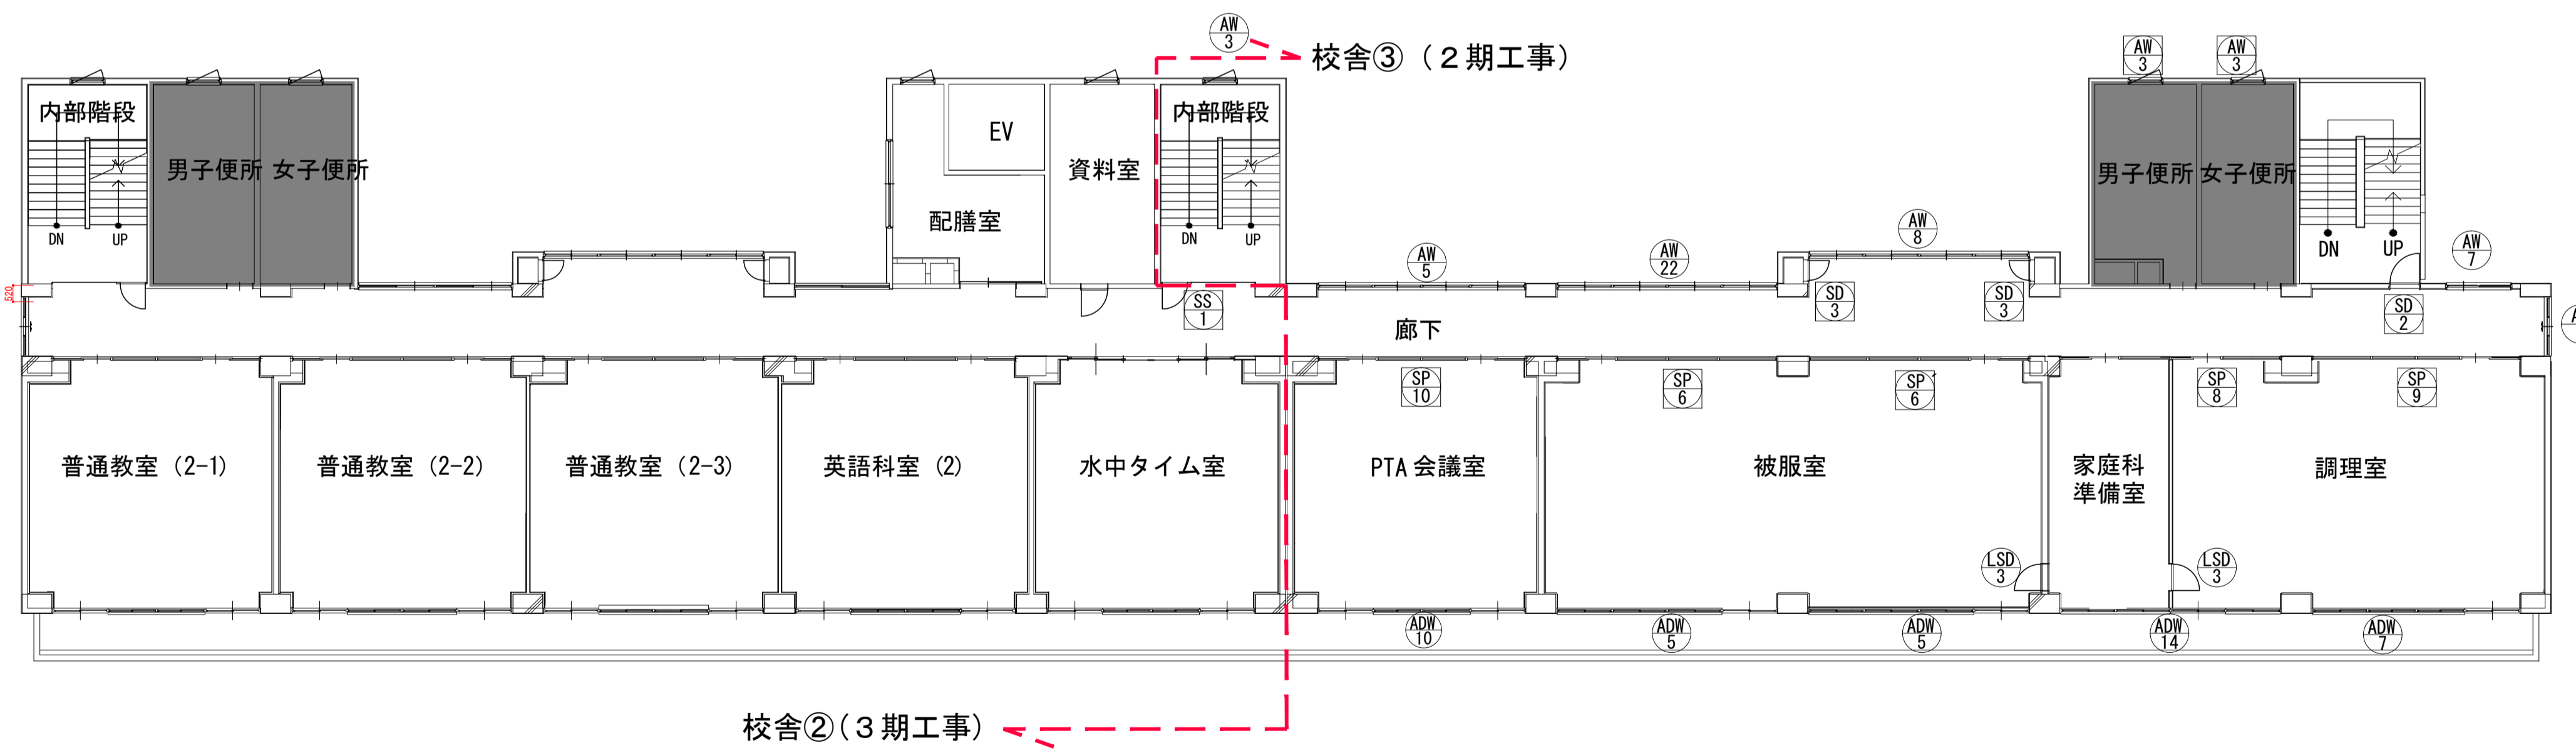 AW
3
校舎③（２期工事）
AW
3
AW
3
内部階段
EV
内部階段
男子便所
女子便所
資料室
男子便所
女子便所
配膳室
DN
UP
DN
UP
DN
UP
AW
5
AW
22
AW
8
AW
7
520
SS
1
SD
3
SD
3
SD
2
廊下
SP
10
SP
6
SP
6
SP
8
SP
9
普通教室（2-1）
普通教室（2-2）
普通教室（2-3）
英語科室（2）
水中タイム室
PTA 会議室
被服室
家庭科
準備室
調理室
LSD
3
LSD
3
ADW
10
ADW
5
ADW
5
ADW
14
ADW
7
校舎②（３期工事）